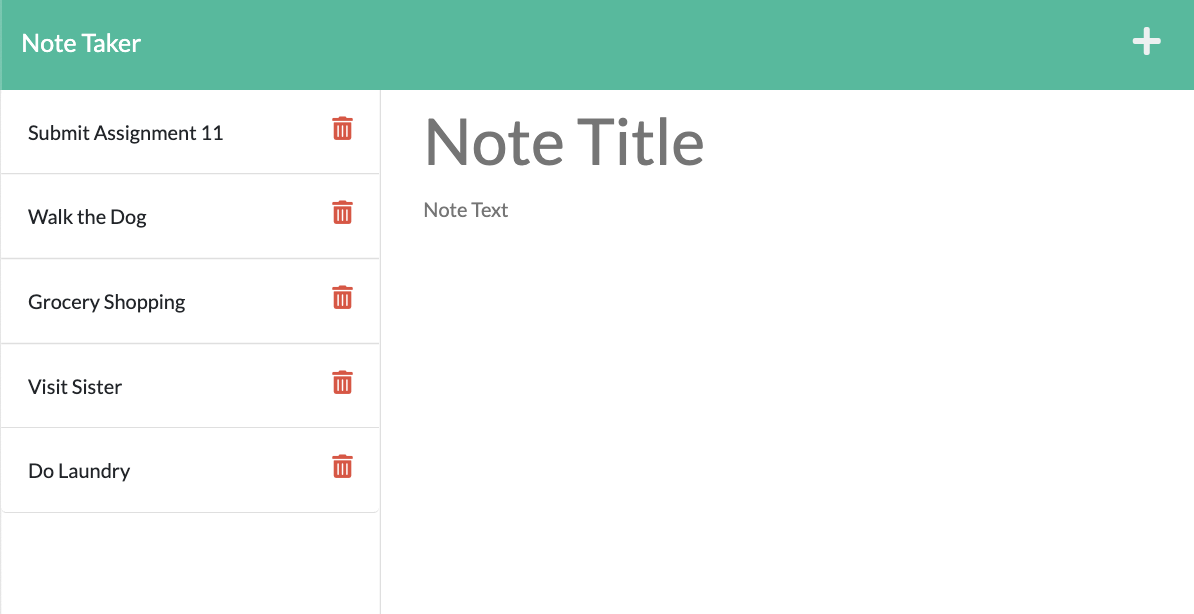 Note Taker
Submit Assignment 11
Walk the Dog
Grocery Shopping
Visit Sister
Do Laundry
Note Title
Note Text